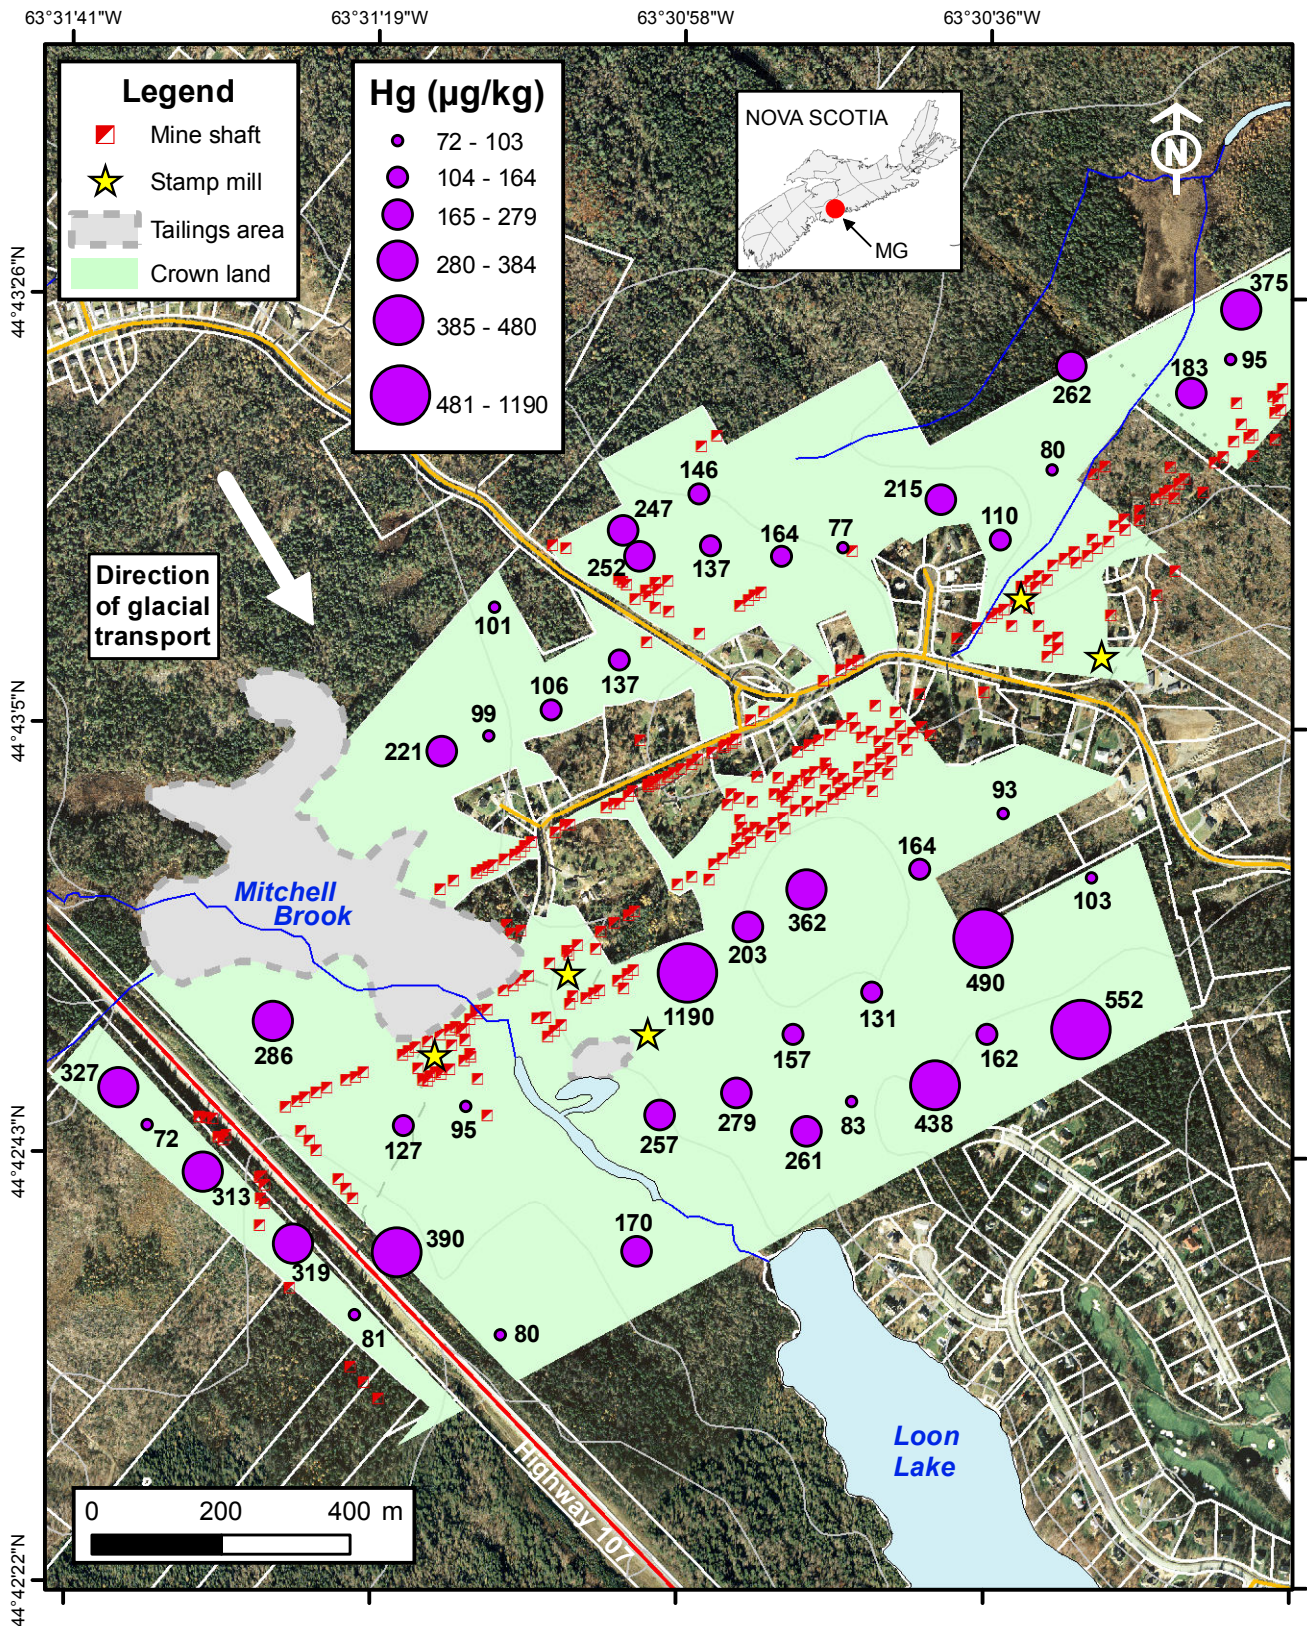 63°31'41"W
63°31'19"W
63°30'58"W
63°30'36"W
Legend
Mine shaft
Stamp mill
Tailings area
Crown land
Hg (µg/kg)
72 - 103
104 - 164
165 - 279
280 - 384
385 - 480
481 - 1190
NOVA SCOTIA
MG
N
44°43'26"N
44°43'5"N
44°42'43"N
44°42'22"N
Direction
of glacial
transport
375
95
183
262
80
146
215
247
110
164
77
252
137
101
137
106
99
221
93
164
103
Mitchell
Brook
362
203
490
1190
131
552
286
157
162
327
72
127
95
257
279
83
438
261
313
390
170
319
81
80
Loon
Lake
Highway 107
0 200 400 m